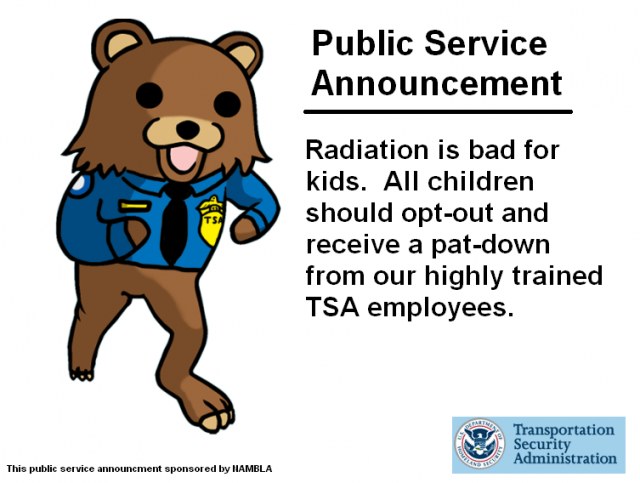 Public Service
Announcement
Radiation is bad for
kids.  All children
should opt-out and
receive a pat-down
from our highly trained
TSA employees.
TSA
Transportation
Security
Administration
This public service announcment sponsored by NAMBLA